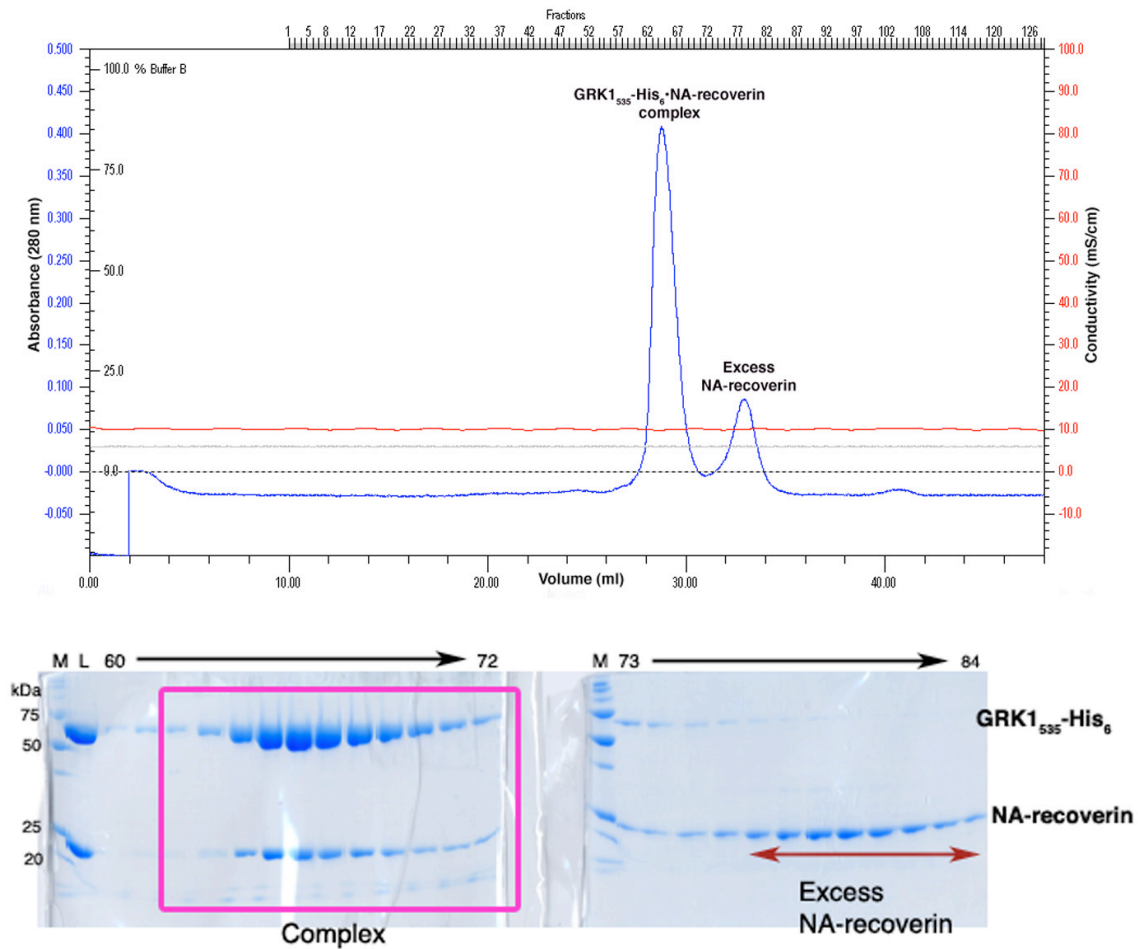 Fractions
1 5 8 12 17 22 27 32 37 42 47 52 57 62 67 72 77 82 87 92 97 103 108 114 120 126
0.500
0.450
0.400
0.350
0.300
0.250
0.200
0.150
0.100
0.050
-0.000
-0.050
Absorbance (280 nm)
100.0 % Buffer B
75.0
50.0
25.0
0.0
GRK1₅₃₅-His₆·NA-recoverin
complex
Excess
NA-recoverin
100.0
90.0
80.0
70.0
60.0
50.0
40.0
30.0
20.0
10.0
0.0
-10.0
Conductivity (mS/cm)
0.00 10.00 20.00 30.00 40.00
Volume (ml)
M L 60 72
M 73 84
kDa
75
50
25
20
GRK1₅₃₅-His₆
NA-recoverin
Complex
Excess
NA-recoverin